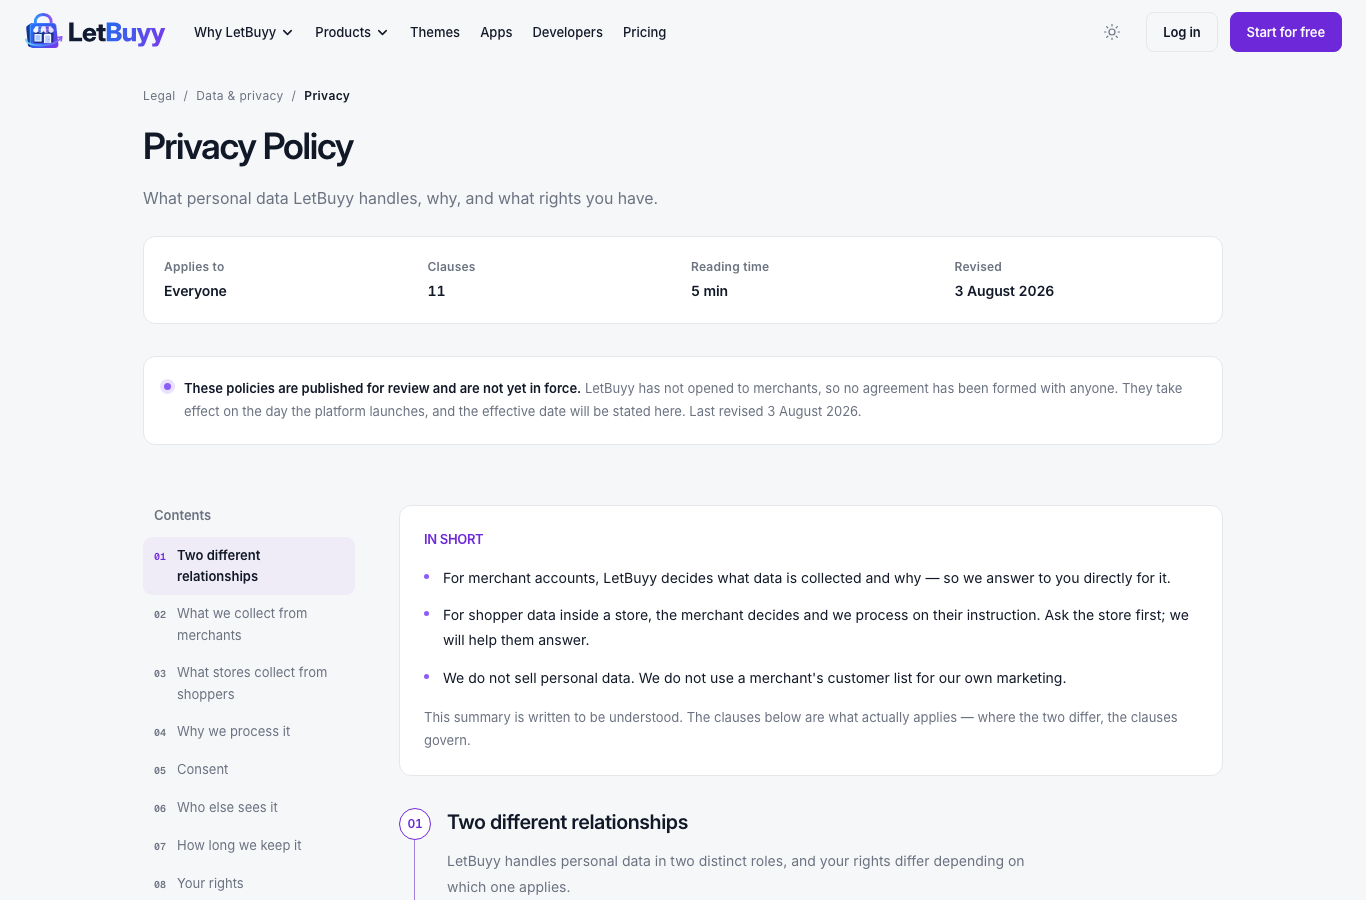 LetBuyy
Why LetBuyy
Products
Themes
Apps
Developers
Pricing
Log in
Start for free
Legal / Data & privacy / Privacy
Privacy Policy
What personal data LetBuyy handles, why, and what rights you have.
Applies to
Everyone
Clauses
11
Reading time
5 min
Revised
3 August 2026
These policies are published for review and are not yet in force. LetBuyy has not opened to merchants, so no agreement has been formed with anyone. They take
effect on the day the platform launches, and the effective date will be stated here. Last revised 3 August 2026.
Contents
01 Two different
relationships
02 What we collect from
merchants
03 What stores collect from
shoppers
04 Why we process it
05 Consent
06 Who else sees it
07 How long we keep it
08 Your rights
IN SHORT
For merchant accounts, LetBuyy decides what data is collected and why — so we answer to you directly for it.
For shopper data inside a store, the merchant decides and we process on their instruction. Ask the store first; we
will help them answer.
We do not sell personal data. We do not use a merchant's customer list for our own marketing.
This summary is written to be understood. The clauses below are what actually applies — where the two differ, the clauses
govern.
01 Two different relationships
LetBuyy handles personal data in two distinct roles, and your rights differ depending on
which one applies.